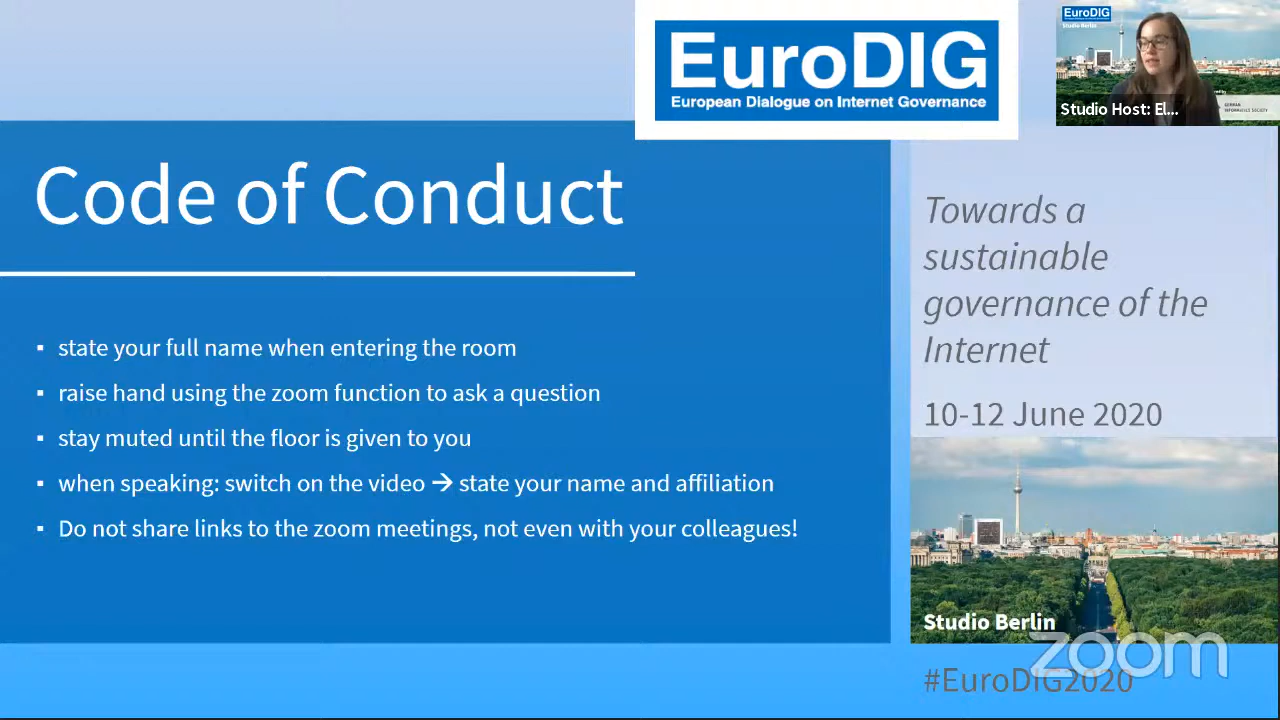 EuroDIG
European Dialogue on Internet Governance
EuroDIG
Studio Berlin
Studio Host: El...
Code of Conduct
▪ state your full name when entering the room
▪ raise hand using the zoom function to ask a question
▪ stay muted until the floor is given to you
▪ when speaking: switch on the video → state your name and affiliation
▪ Do not share links to the zoom meetings, not even with your colleagues!
Towards a
sustainable
governance of the
Internet
10-12 June 2020
Studio Berlin
zoom
#EuroDIG2020